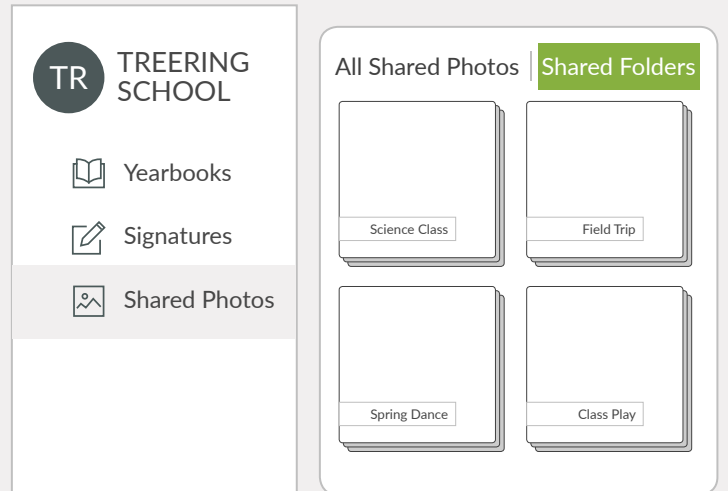 TR
TREERING
SCHOOL
Yearbooks
Signatures
Shared Photos
All Shared Photos
Shared Folders
Science Class
Field Trip
Spring Dance
Class Play